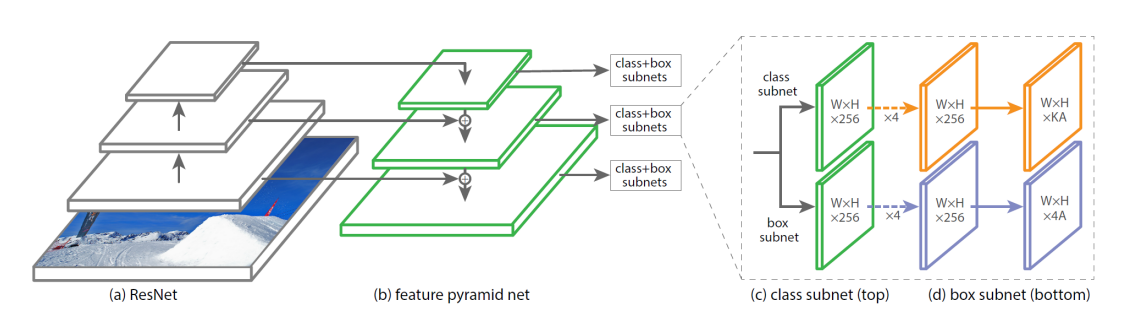 class+box
subnets
class+box
subnets
class+box
subnets
class
subnet
W×H
×256
×4
W×H
×256
W×H
×KA
box
subnet
W×H
×256
×4
W×H
×256
W×H
×4A
(a) ResNet
(b) feature pyramid net
(c) class subnet (top)
(d) box subnet (bottom)